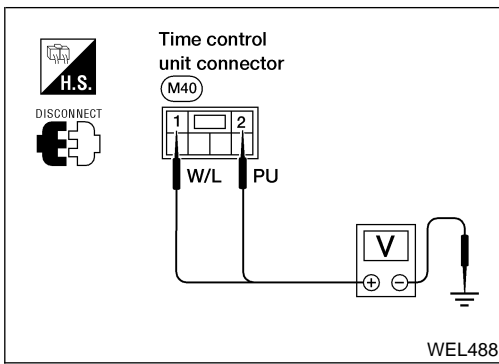 H.S.
DISCONNECT
Time control
unit connector
M40
1 2
W/L PU
V
+ −
WEL488